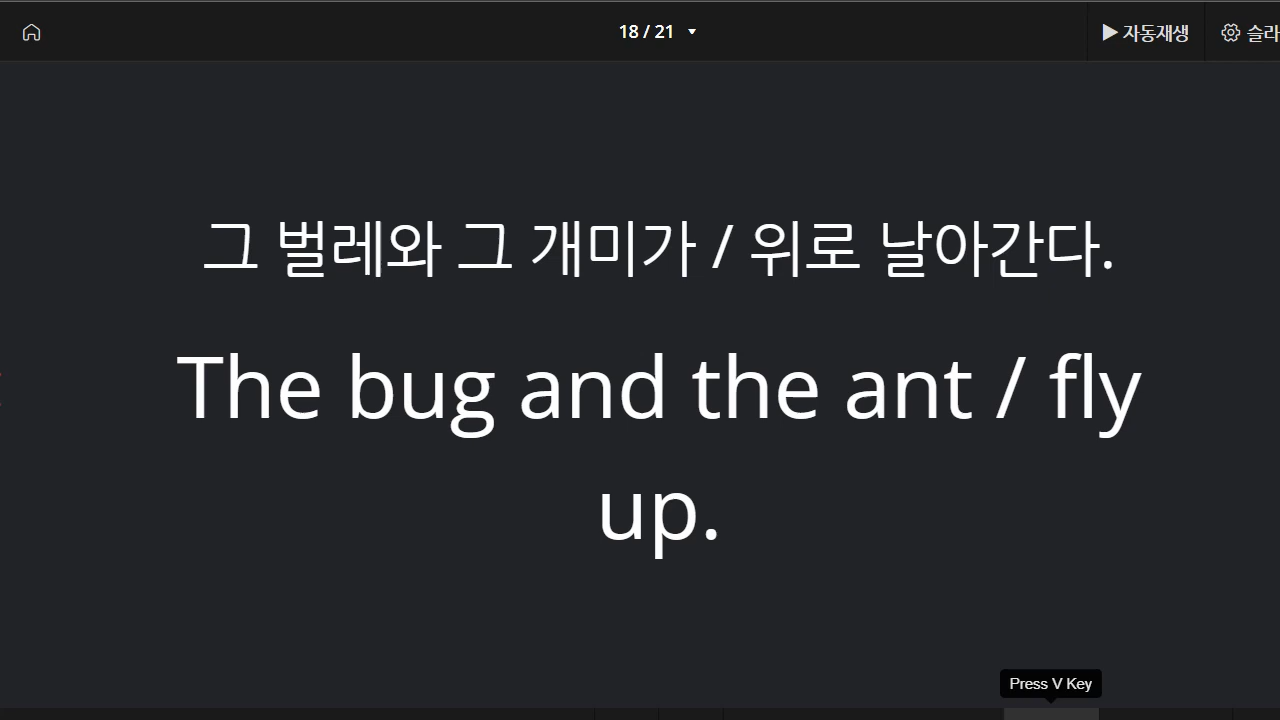 18 / 21
▶ 자동재생
슬라
그 벌레와 그 개미가 / 위로 날아간다.
The bug and the ant / fly
up.
Press V Key